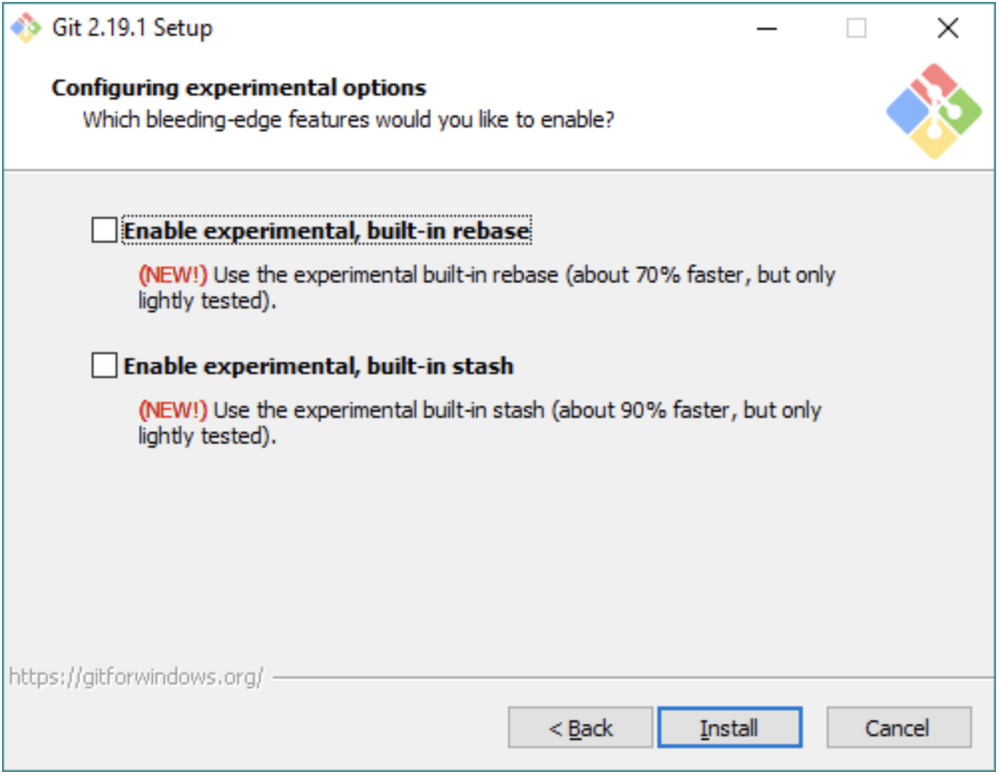 Git 2.19.1 Setup
Configuring experimental options
Which bleeding-edge features would you like to enable?
Enable experimental, built-in rebase
(NEW!) Use the experimental built-in rebase (about 70% faster, but only
lightly tested).
Enable experimental, built-in stash
(NEW!) Use the experimental built-in stash (about 90% faster, but only
lightly tested).
https://gitforwindows.org/
< Back
Install
Cancel